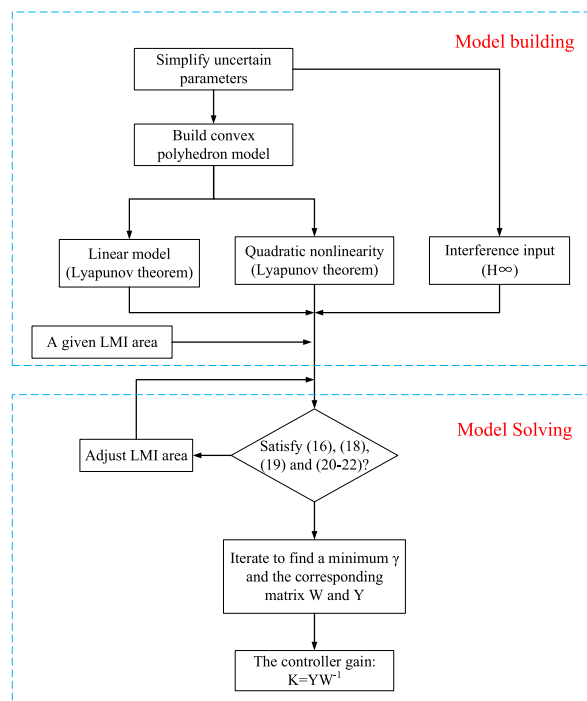 Model building
Simplify uncertain
parameters
Build convex
polyhedron model
Linear model
(Lyapunov theorem)
Quadratic nonlinearity
(Lyapunov theorem)
Interference input
(H∞)
A given LMI area
Model Solving
Adjust LMI area
Satisfy (16), (18),
(19) and (20-22)?
Iterate to find a minimum γ
and the corresponding
matrix W and Y
The controller gain:
K=YW⁻¹